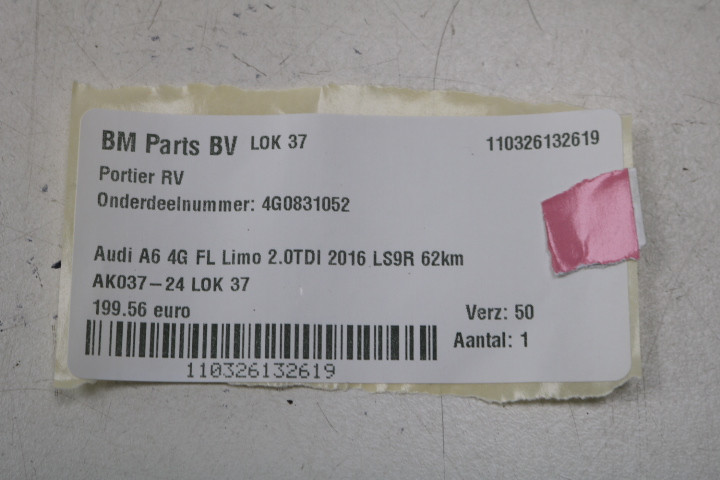 BM Parts BV LOK 37 110326132619
Portier RV
Onderdeelnummer: 4G0831052
Audi A6 4G FL Limo 2.0TDI 2016 LS9R 62km
AK037-24 LOK 37
199.56 euro Verz: 50
Aantal: 1
110326132619